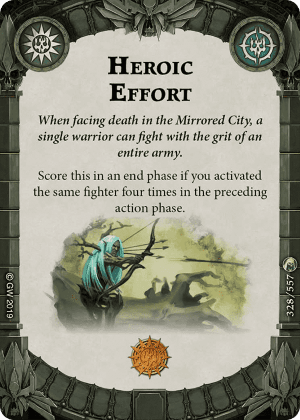 HEROIC
EFFORT
When facing death in the Mirrored City, a
single warrior can fight with the grit of an
entire army.
Score this in an end phase if you activated
the same fighter four times in the preceding
action phase.
© GW 2019
328/557